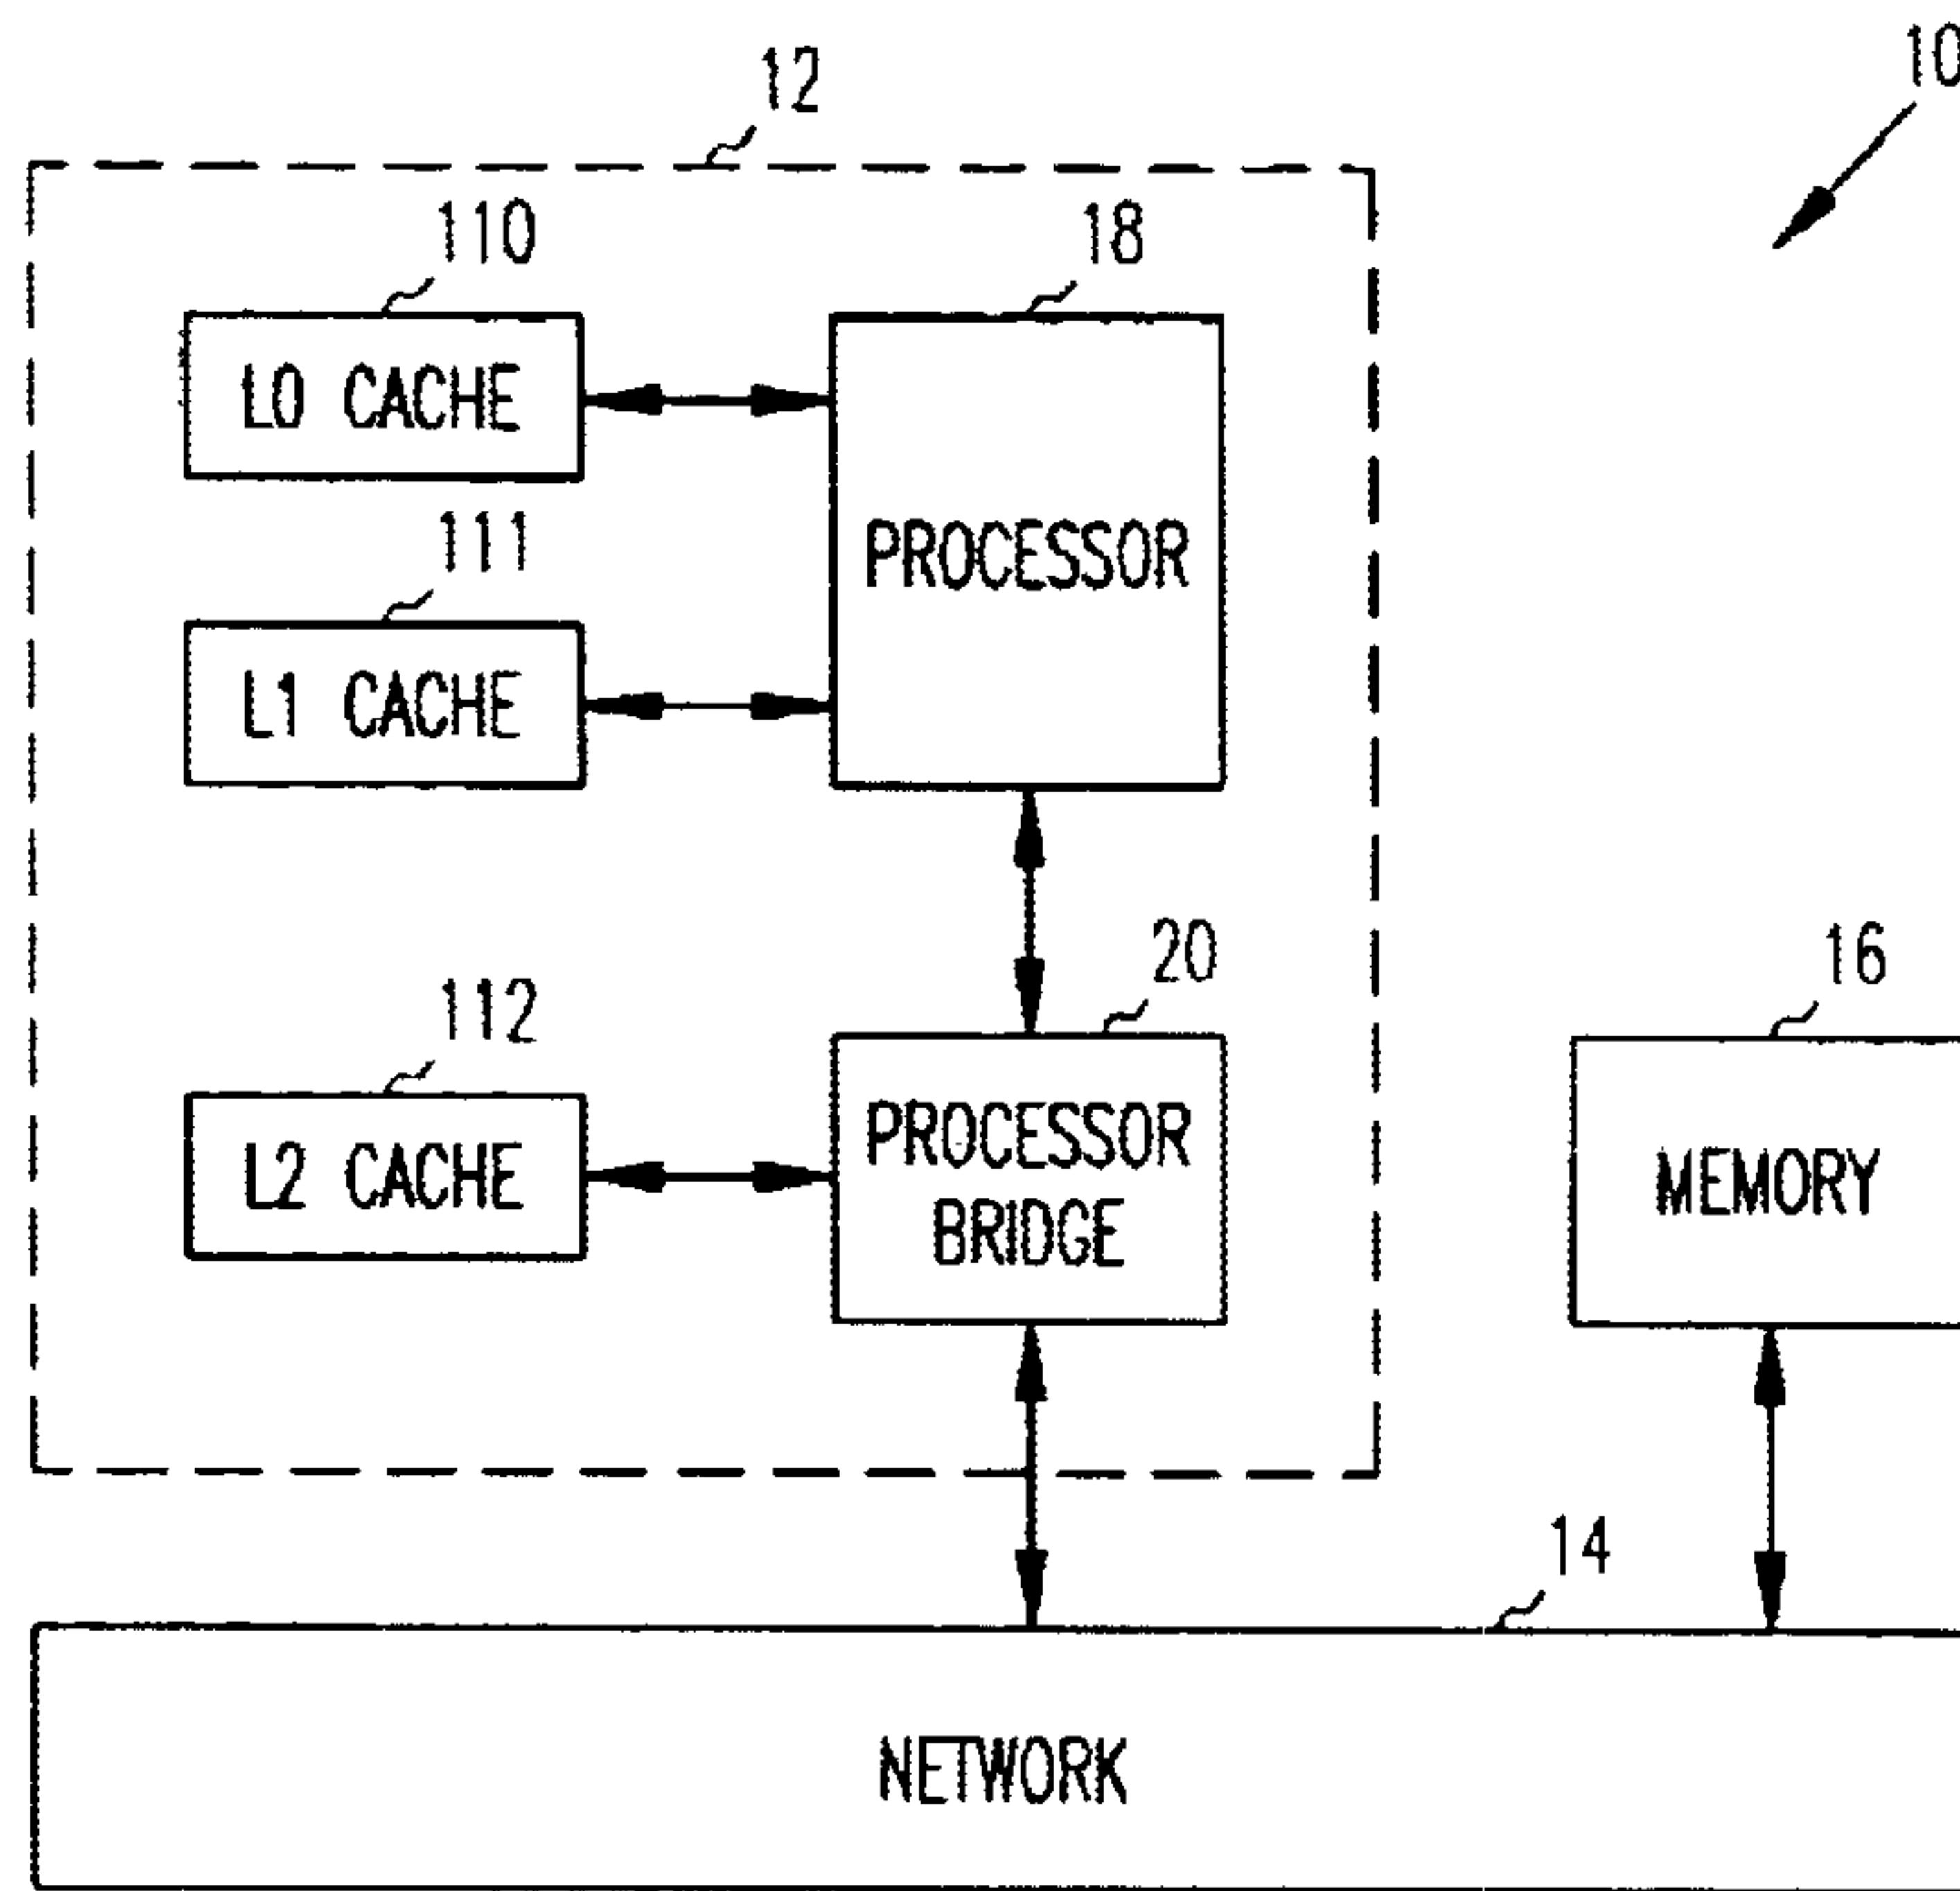 12
10
110
18
L0 CACHE
PROCESSOR
111
L1 CACHE
20
16
112
L2 CACHE
PROCESSOR
BRIDGE
MEMORY
14
NETWORK